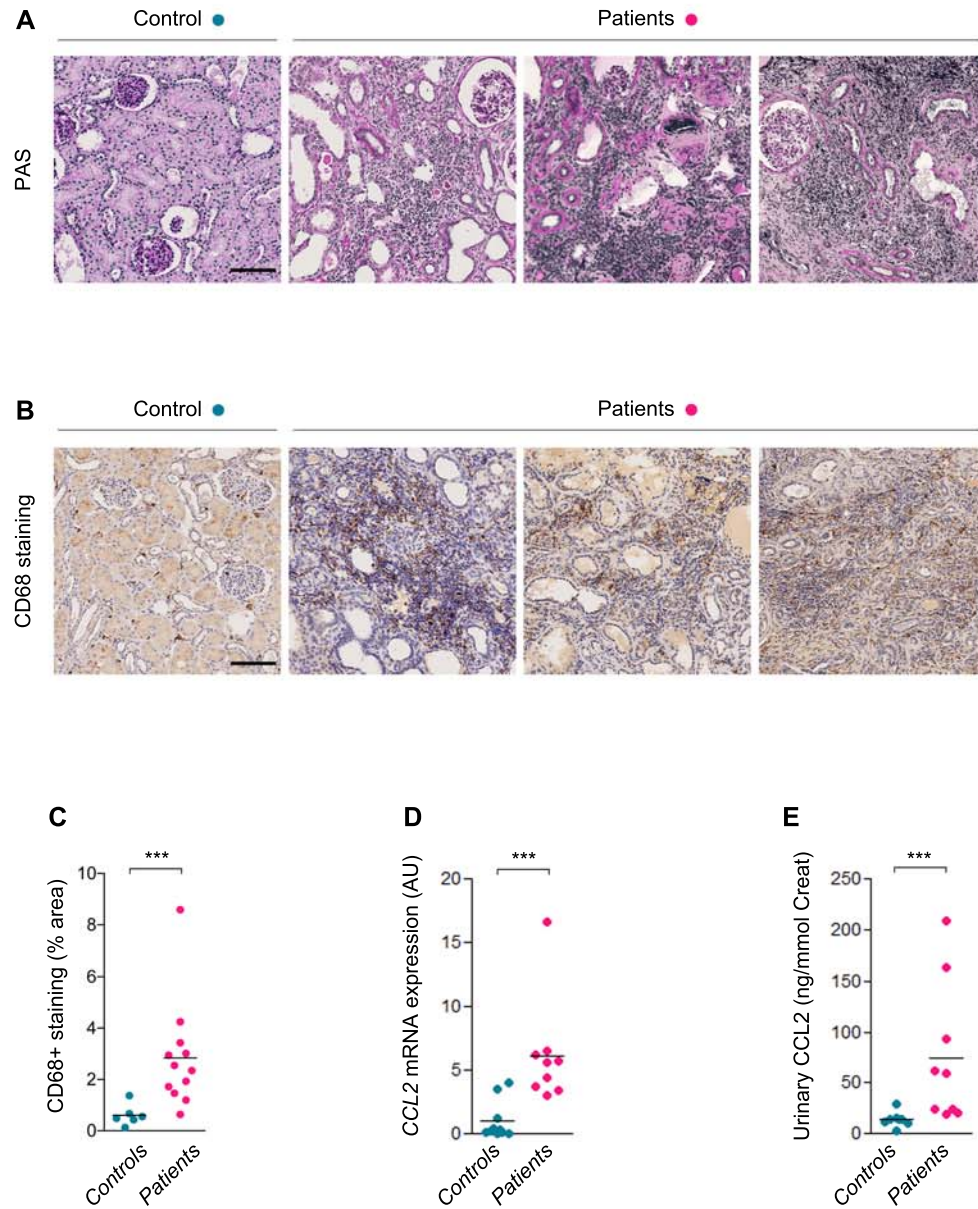 A
Control
Patients
PAS
B
Control
Patients
CD68 staining
C
***
CD68+ staining (% area)
10
8
6
4
2
0
Controls
Patients
D
***
CCL2 mRNA expression (AU)
20
15
10
5
0
Controls
Patients
E
***
Urinary CCL2 (ng/mmol Creat)
250
200
150
100
50
0
Controls
Patients